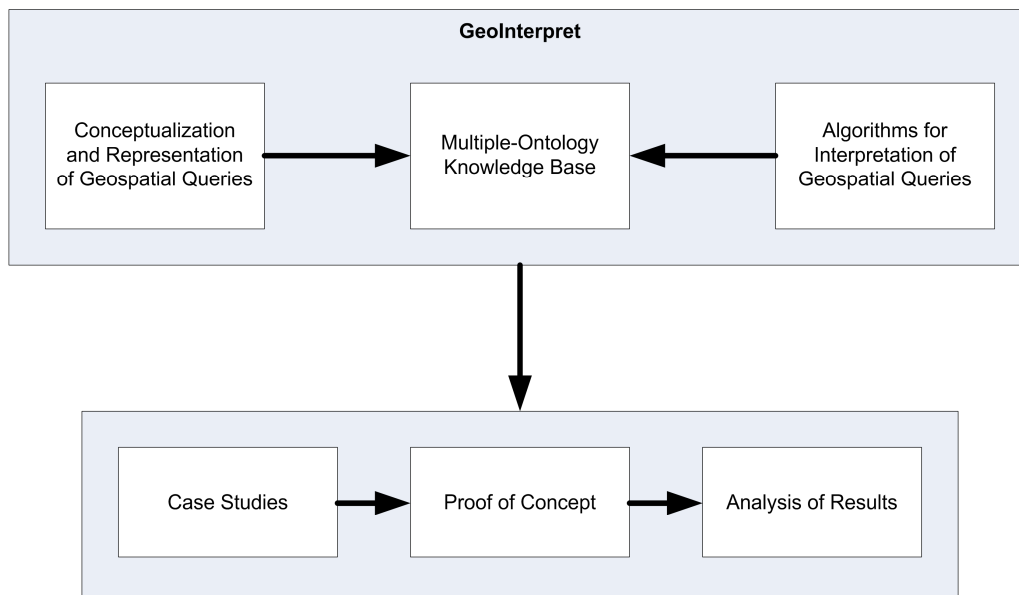 GeoInterpret
Conceptualization
and Representation
of Geospatial Queries
Multiple-Ontology
Knowledge Base
Algorithms for
Interpretation of
Geospatial Queries
Case Studies
Proof of Concept
Analysis of Results